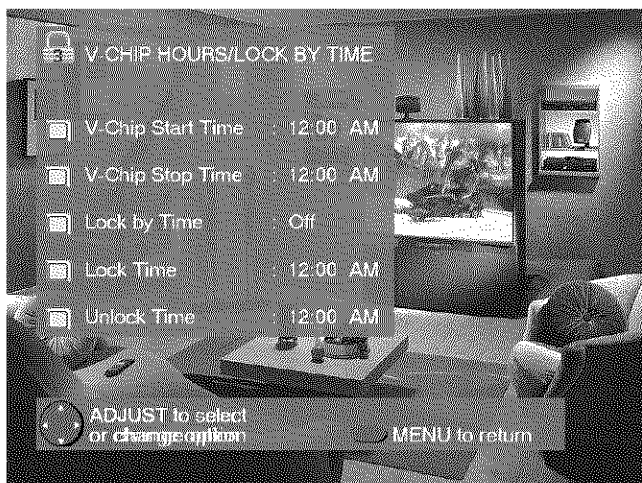 V-CHIP HOURS/LOCK BY TIME
V-Chip Start Time : 12:00 AM
V-Chip Stop Time : 12:00 AM
Lock by Time : Off
Lock Time : 12:00 AM
Unlock Time : 12:00 AM
ADJUST to select
or change option
MENU to return